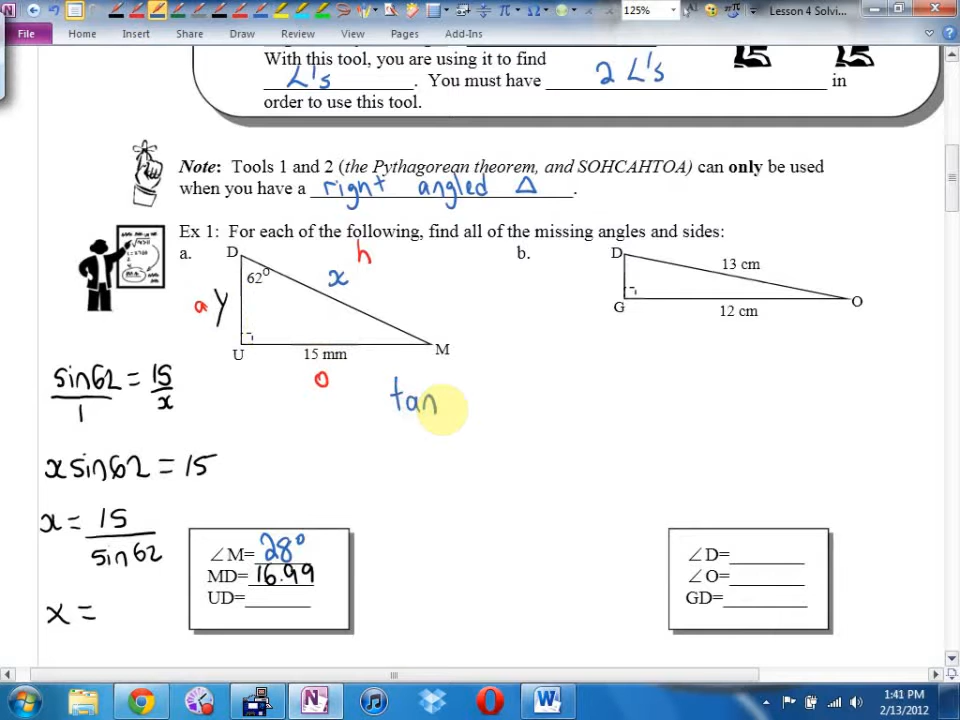 125%
Lesson 4 Solvi...
File Home Insert Share Draw Review View Pages Add-Ins
With this tool, you are using it to find
L's. You must have 2 L's in
order to use this tool.
Note: Tools 1 and 2 (the Pythagorean theorem, and SOHCAHTOA) can only be used
when you have a right angled Δ.
Ex 1: For each of the following, find all of the missing angles and sides:
a.
D
62°
h
x
a
y
U
15 mm
M
o
tan
b.
D
13 cm
G
12 cm
O
sin62 = 15
1 x
x sin62 = 15
x = 15
sin 62
x =
∠M= 28°
MD= 16.99
UD=
∠D=
∠O=
GD=
1:41 PM
2/13/2012